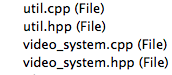 util.cpp (File)
util.hpp (File)
video_system.cpp (File)
video_system.hpp (File)